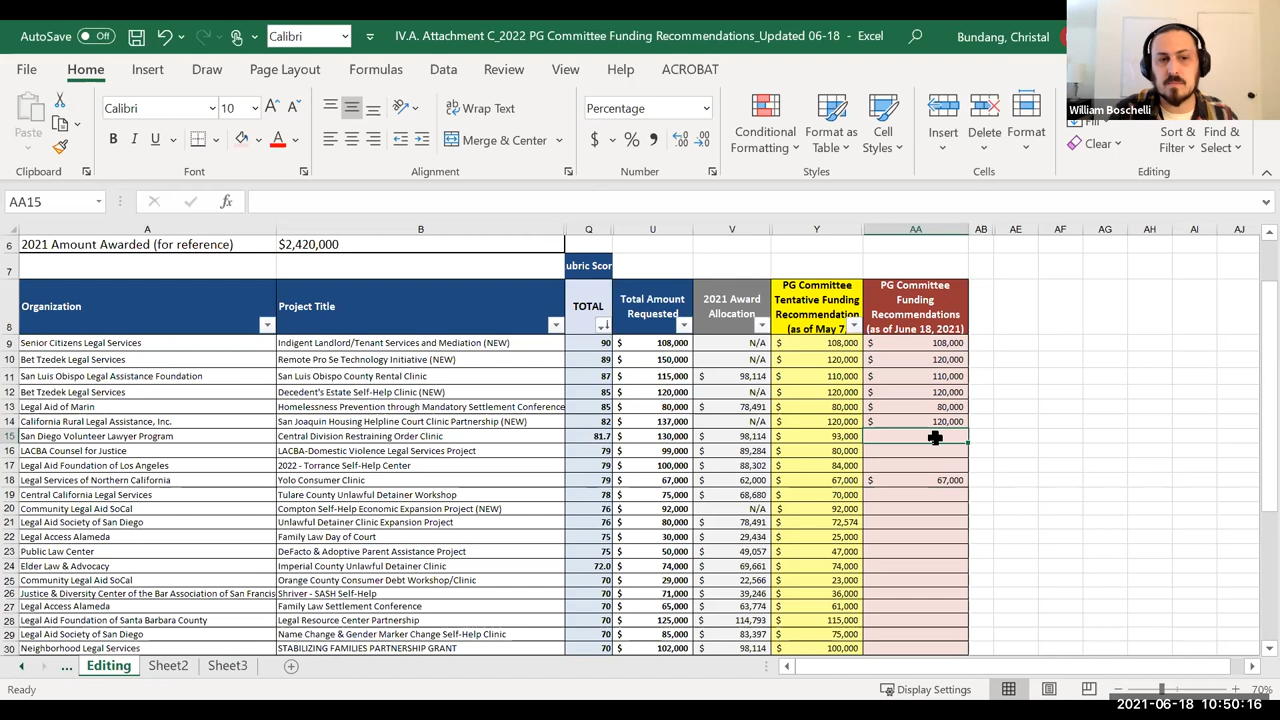 AutoSave Off Calibri IV.A. Attachment C_2022 PG Committee Funding Recommendations_Updated 06-18 - Excel Bundang, Christal
William Boschelli
File Home Insert Draw Page Layout Formulas Data Review View Help ACROBAT
Paste Calibri 10 Wrap Text Merge & Center Percentage Conditional Formatting Format as Table Cell Styles Insert Delete Format Fill Clear Sort & Filter Find & Select
Clipboard Font Alignment Number Styles Cells Editing
AA15 fx
A B Q U V Y AA AB AE AF AG AH AI AJ
6 2021 Amount Awarded (for reference) $2,420,000
7 ubric Scor
8 Organization Project Title TOTAL Total Amount Requested 2021 Award Allocation PG Committee Tentative Funding Recommendation (as of May 7, PG Committee Funding Recommendations (as of June 18, 2021)
9 Senior Citizens Legal Services Indigent Landlord/Tenant Services and Mediation (NEW) 90 $ 108,000 N/A $ 108,000 $ 108,000
10 Bet Tzedek Legal Services Remote Pro Se Technology Initiative (NEW) 89 $ 150,000 N/A $ 120,000 $ 120,000
11 San Luis Obispo Legal Assistance Foundation San Luis Obispo County Rental Clinic 87 $ 115,000 $ 98,114 $ 110,000 $ 110,000
12 Bet Tzedek Legal Services Decedent's Estate Self-Help Clinic (NEW) 85 $ 120,000 N/A $ 120,000 $ 120,000
13 Legal Aid of Marin Homelessness Prevention through Mandatory Settlement Conference 85 $ 80,000 $ 78,491 $ 80,000 $ 80,000
14 California Rural Legal Assistance, Inc. San Joaquin Housing Helpline Court Clinic Partnership (NEW) 82 $ 137,000 N/A $ 120,000 $ 120,000
15 San Diego Volunteer Lawyer Program Central Division Restraining Order Clinic 81.7 $ 130,000 $ 98,114 $ 93,000
16 LACBA Counsel for Justice LACBA-Domestic Violence Legal Services Project 79 $ 99,000 $ 89,284 $ 80,000
17 Legal Aid Foundation of Los Angeles 2022 - Torrance Self-Help Center 79 $ 100,000 $ 88,302 $ 84,000
18 Legal Services of Northern California Yolo Consumer Clinic 79 $ 67,000 $ 62,000 $ 67,000 $ 67,000
19 Central California Legal Services Tulare County Unlawful Detainer Workshop 78 $ 75,000 $ 68,680 $ 70,000
20 Community Legal Aid SoCal Compton Self-Help Economic Expansion Project (NEW) 76 $ 92,000 N/A $ 92,000
21 Legal Aid Society of San Diego Unlawful Detainer Clinic Expansion Project 76 $ 80,000 $ 78,491 $ 72,574
22 Legal Access Alameda Family Law Day of Court 75 $ 30,000 $ 29,434 $ 25,000
23 Public Law Center DeFacto & Adoptive Parent Assistance Project 75 $ 50,000 $ 49,057 $ 47,000
24 Elder Law & Advocacy Imperial County Unlawful Detainer Clinic 72.0 $ 74,000 $ 69,661 $ 74,000
25 Community Legal Aid SoCal Orange County Consumer Debt Workshop/Clinic 70 $ 29,000 $ 22,566 $ 23,000
26 Justice & Diversity Center of the Bar Association of San Francis Shriver - SASH Self-Help 70 $ 71,000 $ 39,246 $ 36,000
27 Legal Access Alameda Family Law Settlement Conference 70 $ 65,000 $ 63,774 $ 61,000
28 Legal Aid Foundation of Santa Barbara County Legal Resource Center Partnership 70 $ 125,000 $ 114,793 $ 115,000
29 Legal Aid Society of San Diego Name Change & Gender Marker Change Self-Help Clinic 70 $ 85,000 $ 83,397 $ 75,000
30 Neighborhood Legal Services STABILIZING FAMILIES PARTNERSHIP GRANT 70 $ 102,000 $ 98,114 $ 100,000
... Editing Sheet2 Sheet3
Ready Display Settings 70%
2021-06-18 10:50:16